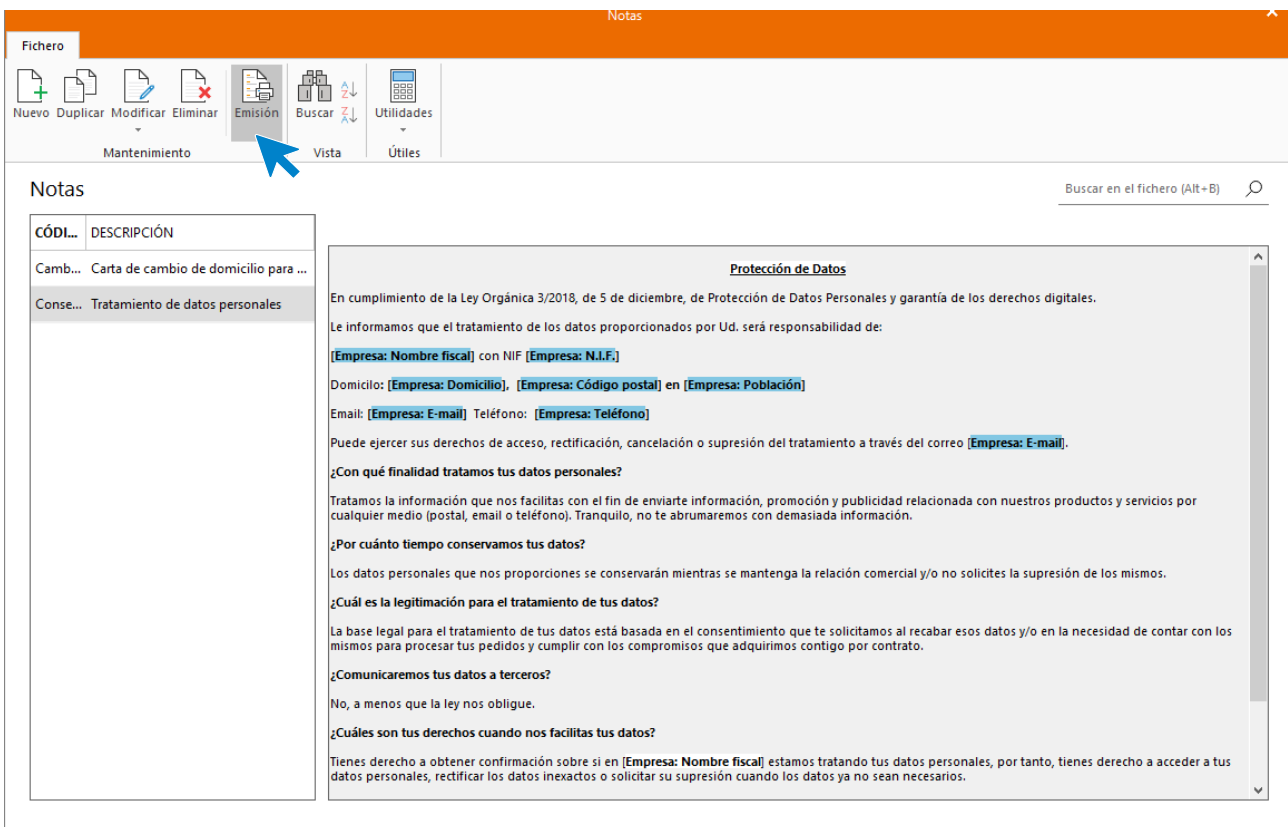 Notas
Fichero
Nuevo Duplicar Modificar Eliminar Emisión Buscar Utilidades
Mantenimiento Vista Útiles
Notas
Buscar en el fichero (Alt+B)
CÓDI... DESCRIPCIÓN
Camb... Carta de cambio de domicilio para ...
Conse... Tratamiento de datos personales
Protección de Datos
En cumplimiento de la Ley Orgánica 3/2018, de 5 de diciembre, de Protección de Datos Personales y garantía de los derechos digitales.
Le informamos que el tratamiento de los datos proporcionados por Ud. será responsabilidad de:
[Empresa: Nombre fiscal] con NIF [Empresa: N.I.F.]
Domicilo: [Empresa: Domicilio], [Empresa: Código postal] en [Empresa: Población]
Email: [Empresa: E-mail] Teléfono: [Empresa: Teléfono]
Puede ejercer sus derechos de acceso, rectificación, cancelación o supresión del tratamiento a través del correo [Empresa: E-mail].
¿Con qué finalidad tratamos tus datos personales?
Tratamos la información que nos facilitas con el fin de enviarte información, promoción y publicidad relacionada con nuestros productos y servicios por
cualquier medio (postal, email o teléfono). Tranquilo, no te abrumaremos con demasiada información.
¿Por cuánto tiempo conservamos tus datos?
Los datos personales que nos proporciones se conservarán mientras se mantenga la relación comercial y/o no solicites la supresión de los mismos.
¿Cuál es la legitimación para el tratamiento de tus datos?
La base legal para el tratamiento de tus datos está basada en el consentimiento que te solicitamos al recabar esos datos y/o en la necesidad de contar con los
mismos para procesar tus pedidos y cumplir con los compromisos que adquirimos contigo por contrato.
¿Comunicaremos tus datos a terceros?
No, a menos que la ley nos obligue.
¿Cuáles son tus derechos cuando nos facilitas tus datos?
Tienes derecho a obtener confirmación sobre si en [Empresa: Nombre fiscal] estamos tratando tus datos personales, por tanto, tienes derecho a acceder a tus
datos personales, rectificar los datos inexactos o solicitar su supresión cuando los datos ya no sean necesarios.